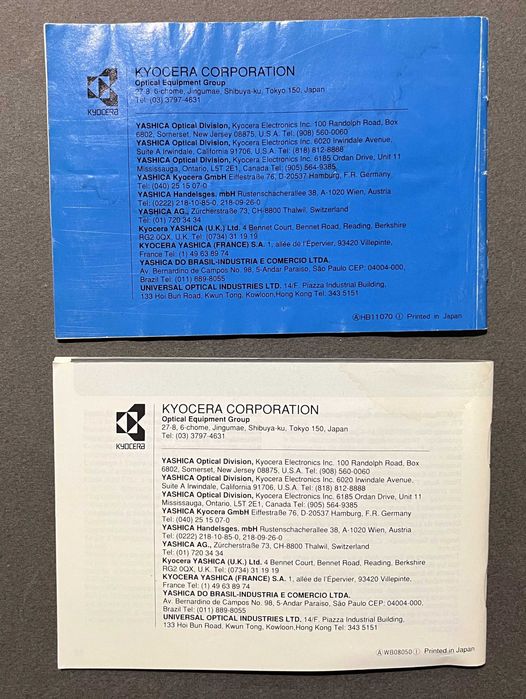 KYOCERA
KYOCERA CORPORATION
Optical Equipment Group
27-8, 6-chome, Jingumae, Shibuya-ku, Tokyo 150, Japan
Tel: (03) 3797-4631
YASHICA Optical Division, Kyocera Electronics Inc. 100 Randolph Road, Box
6802, Somerset, New Jersey 08875, U.S.A. Tel: (908) 560-0060
YASHICA Optical Division, Kyocera Electronics Inc. 6020 Irwindale Avenue,
Suite A Irwindale, California 91706, U.S.A. Tel: (818) 812-8888
YASHICA Optical Division, Kyocera Electronics Inc. 6185 Ordan Drive, Unit 11
Mississauga, Ontario, L5T 2E1, Canada Tel: (905) 564-9385
YASHICA Kyocera GmbH Eiffestraße 76, D-20537 Hamburg, F.R. Germany
Tel: (040) 25 15 07-0
YASHICA Handelsges. mbH Rustenschacherallee 38, A-1020 Wien, Austria
Tel: (0222) 218-10-85-0, 218-09-26-0
YASHICA AG., Zürcherstraße 73, CH-8800 Thalwil, Switzerland
Tel: (01) 720 34 34
Kyocera Yashica (U.K.) Ltd. 4 Bennet Court, Bennet Road, Reading, Berkshire
RG2 0QX, U.K. Tel: (0734) 31 19 19
KYOCERA YASHICA (FRANCE) S.A. 1, allée de l'Epervier, 93420 Villepinte,
France Tel: (1) 49 63 89 74
YASHICA DO BRASIL-INDUSTRIA E COMERCIO LTDA.
Av. Bernardino de Campos No. 98, 5-Andar Paraiso, São Paulo CEP: 04004-000,
Brazil Tel: (011) 889-8055
UNIVERSAL OPTICAL INDUSTRIES LTD. 14/F. Piazza Industrial Building,
133 Hoi Bun Road, Kwun Tong, Kowloon,Hong Kong Tel: 343 5151
Ⓐ HB11070 Ⓘ Printed in Japan
KYOCERA
KYOCERA CORPORATION
Optical Equipment Group
27-8, 6-chome, Jingumae, Shibuya-ku, Tokyo 150, Japan
Tel: (03) 3797-4631
YASHICA Optical Division, Kyocera Electronics Inc. 100 Randolph Road, Box
6802, Somerset, New Jersey 08875, U.S.A. Tel: (908) 560-0060
YASHICA Optical Division, Kyocera Electronics Inc. 6020 Irwindale Avenue.
Suite A Irwindale, California 91706, U.S.A. Tel: (818) 812-8888
YASHICA Optical Division, Kyocera Electronics Inc. 6185 Ordan Drive, Unit 11
Mississauga, Ontario, L5T 2E1, Canada Tel: (905) 564-9385
YASHICA Kyocera GmbH Eiffestaße 76, D-20537 Hamburg, F.R. Germany
Tel: (040) 25 15 07-0
YASHICA Handelsges. mbH Rustenschacherallee 38, A-1020 Wien, Austria
Tel: (0222) 218-10-85-0, 218-09-26-0
YASHICA AG., Zürcherstraße 73, CH-8800 Thalwil, Switzerland
Tel: (01) 720 34 34
Kyocera Yashica (U.K.) Ltd. 4 Bennet Court, Bennet Road, Reading, Berkshire
RG2 0QX, U.K. Tel: (0734) 31 19 19
KYOCERA YASHICA (FRANCE) S.A. 1, allée de l'Epervier, 93420 Villepinte,
France Tel: (1) 49 63 89 74
YASHICA DO BRASIL-INDUSTRIA E COMERCIO LTDA.
Av. Bernardino de Campos No. 98, 5-Andar Paraiso, São Paulo CEP: 04004-000,
Brazil Tel: (011) 889-8055
UNIVERSAL OPTICAL INDUSTRIES LTD. 14/F. Piazza Industrial Building,
133 Hoi Bun Road, Kwun Tong, Kowloon,Hong Kong Tel: 343 5151
Ⓐ WB08050 Ⓘ Printed in Japan